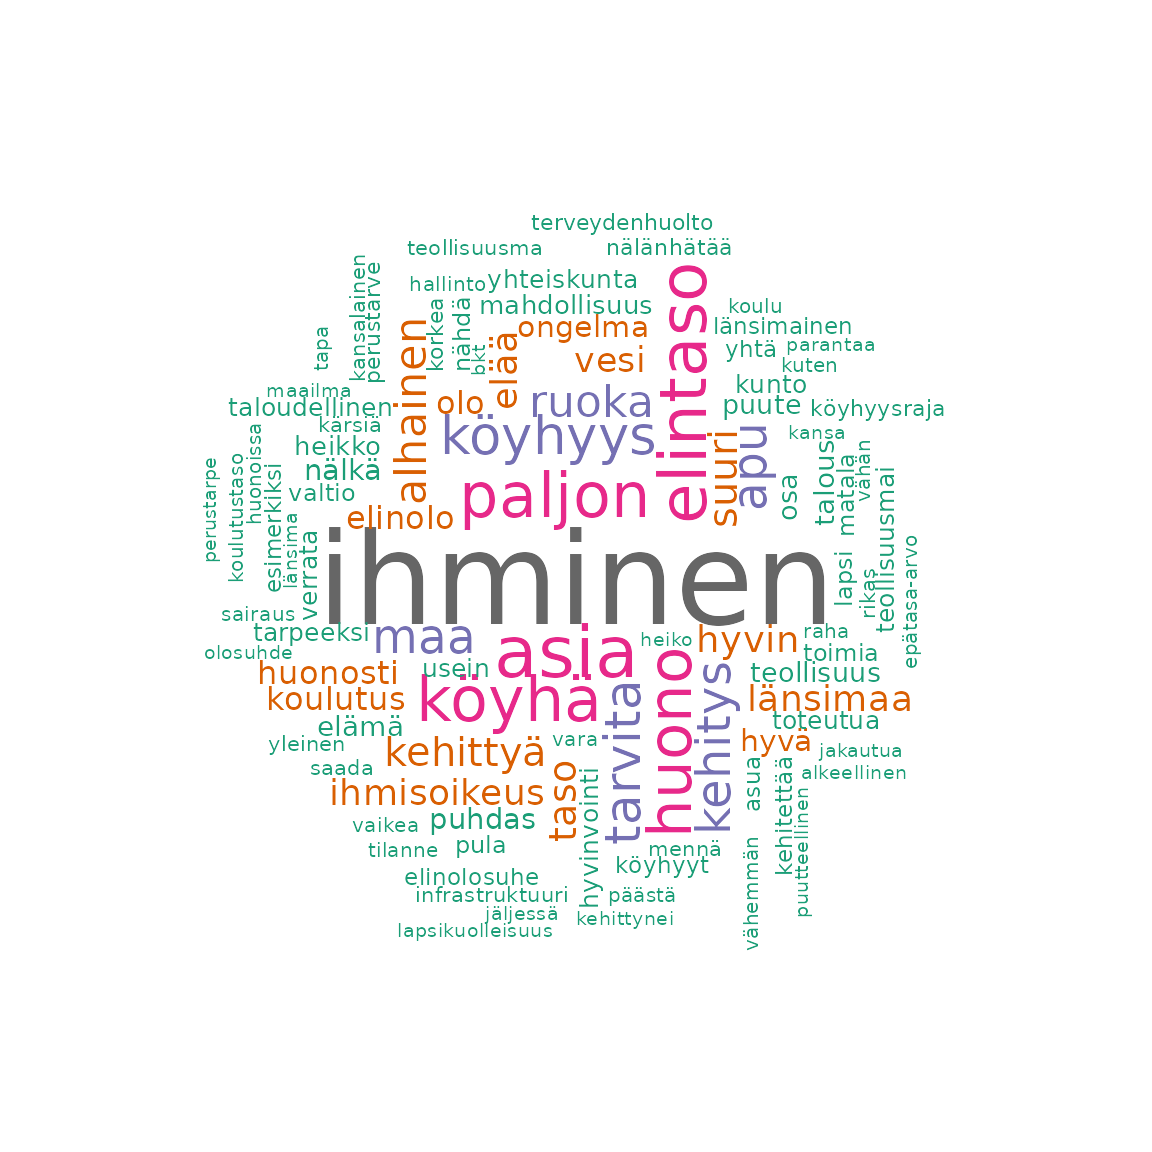 terveydenhuolto
teollisuusma
nälänhätää
hallinto
yhteiskunta
kansalainen
perustarve
korkea
nähdä
mahdollisuus
elintaso
koulu
tapa
alhainen
bkt
elää
ongelma
länsimainen
vesi
yhtä
parantaa
kuten
maailma
taloudellinen
olo
ruoka
kunto
puute
köyhyysraja
kärsiä
köyhyys
suuri
apu
kansa
heikko
nälkä
valtio
paljon
osa
talous
matala
vähän
teollisuusmai
perustarpe
koulutustaso
huonoissa
esimerkiksi
länsima
verrata
elinolo
ihminen
lapsi
rikas
epätasa-arvo
sairaus
tarpeeksi
olosuhde
maa
asia
heiko
hyvin
raha
toimia
huonosti
usein
huono
kehitys
teollisuus
koulutus
köyhä
tarvita
länsimaa
elämä
toteutua
yleinen
kehittyä
vara
hyvä
jakautua
saada
taso
hyvinvointi
asua
kehitettää
alkeellinen
ihmisoikeus
puutteellinen
vaikea
puhdas
tilanne
pula
mennä
köyhyyt
vähemmän
elinolosuhe
infrastruktuuri
päästä
jäljessä
kehittynei
lapsikuolleisuus